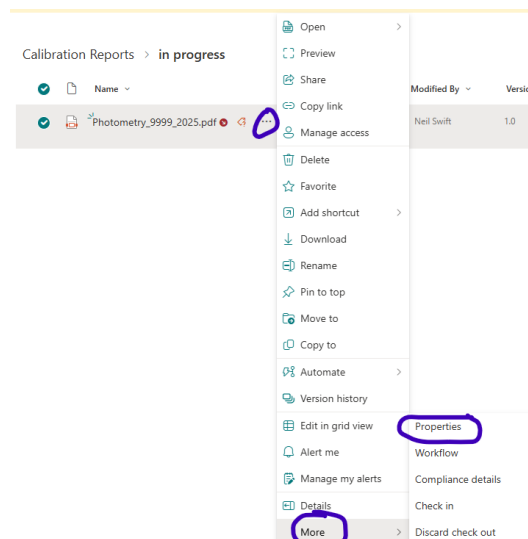 Calibration Reports > in progress
Name
Modified By
Versio
Photometry_9999_2025.pdf
...
Neil Swift
1.0
Open
Preview
Share
Copy link
Manage access
Delete
Favorite
Add shortcut
Download
Rename
Pin to top
Move to
Copy to
Automate
Version history
Edit in grid view
Alert me
Manage my alerts
Details
More
Properties
Workflow
Compliance details
Check in
Discard check out